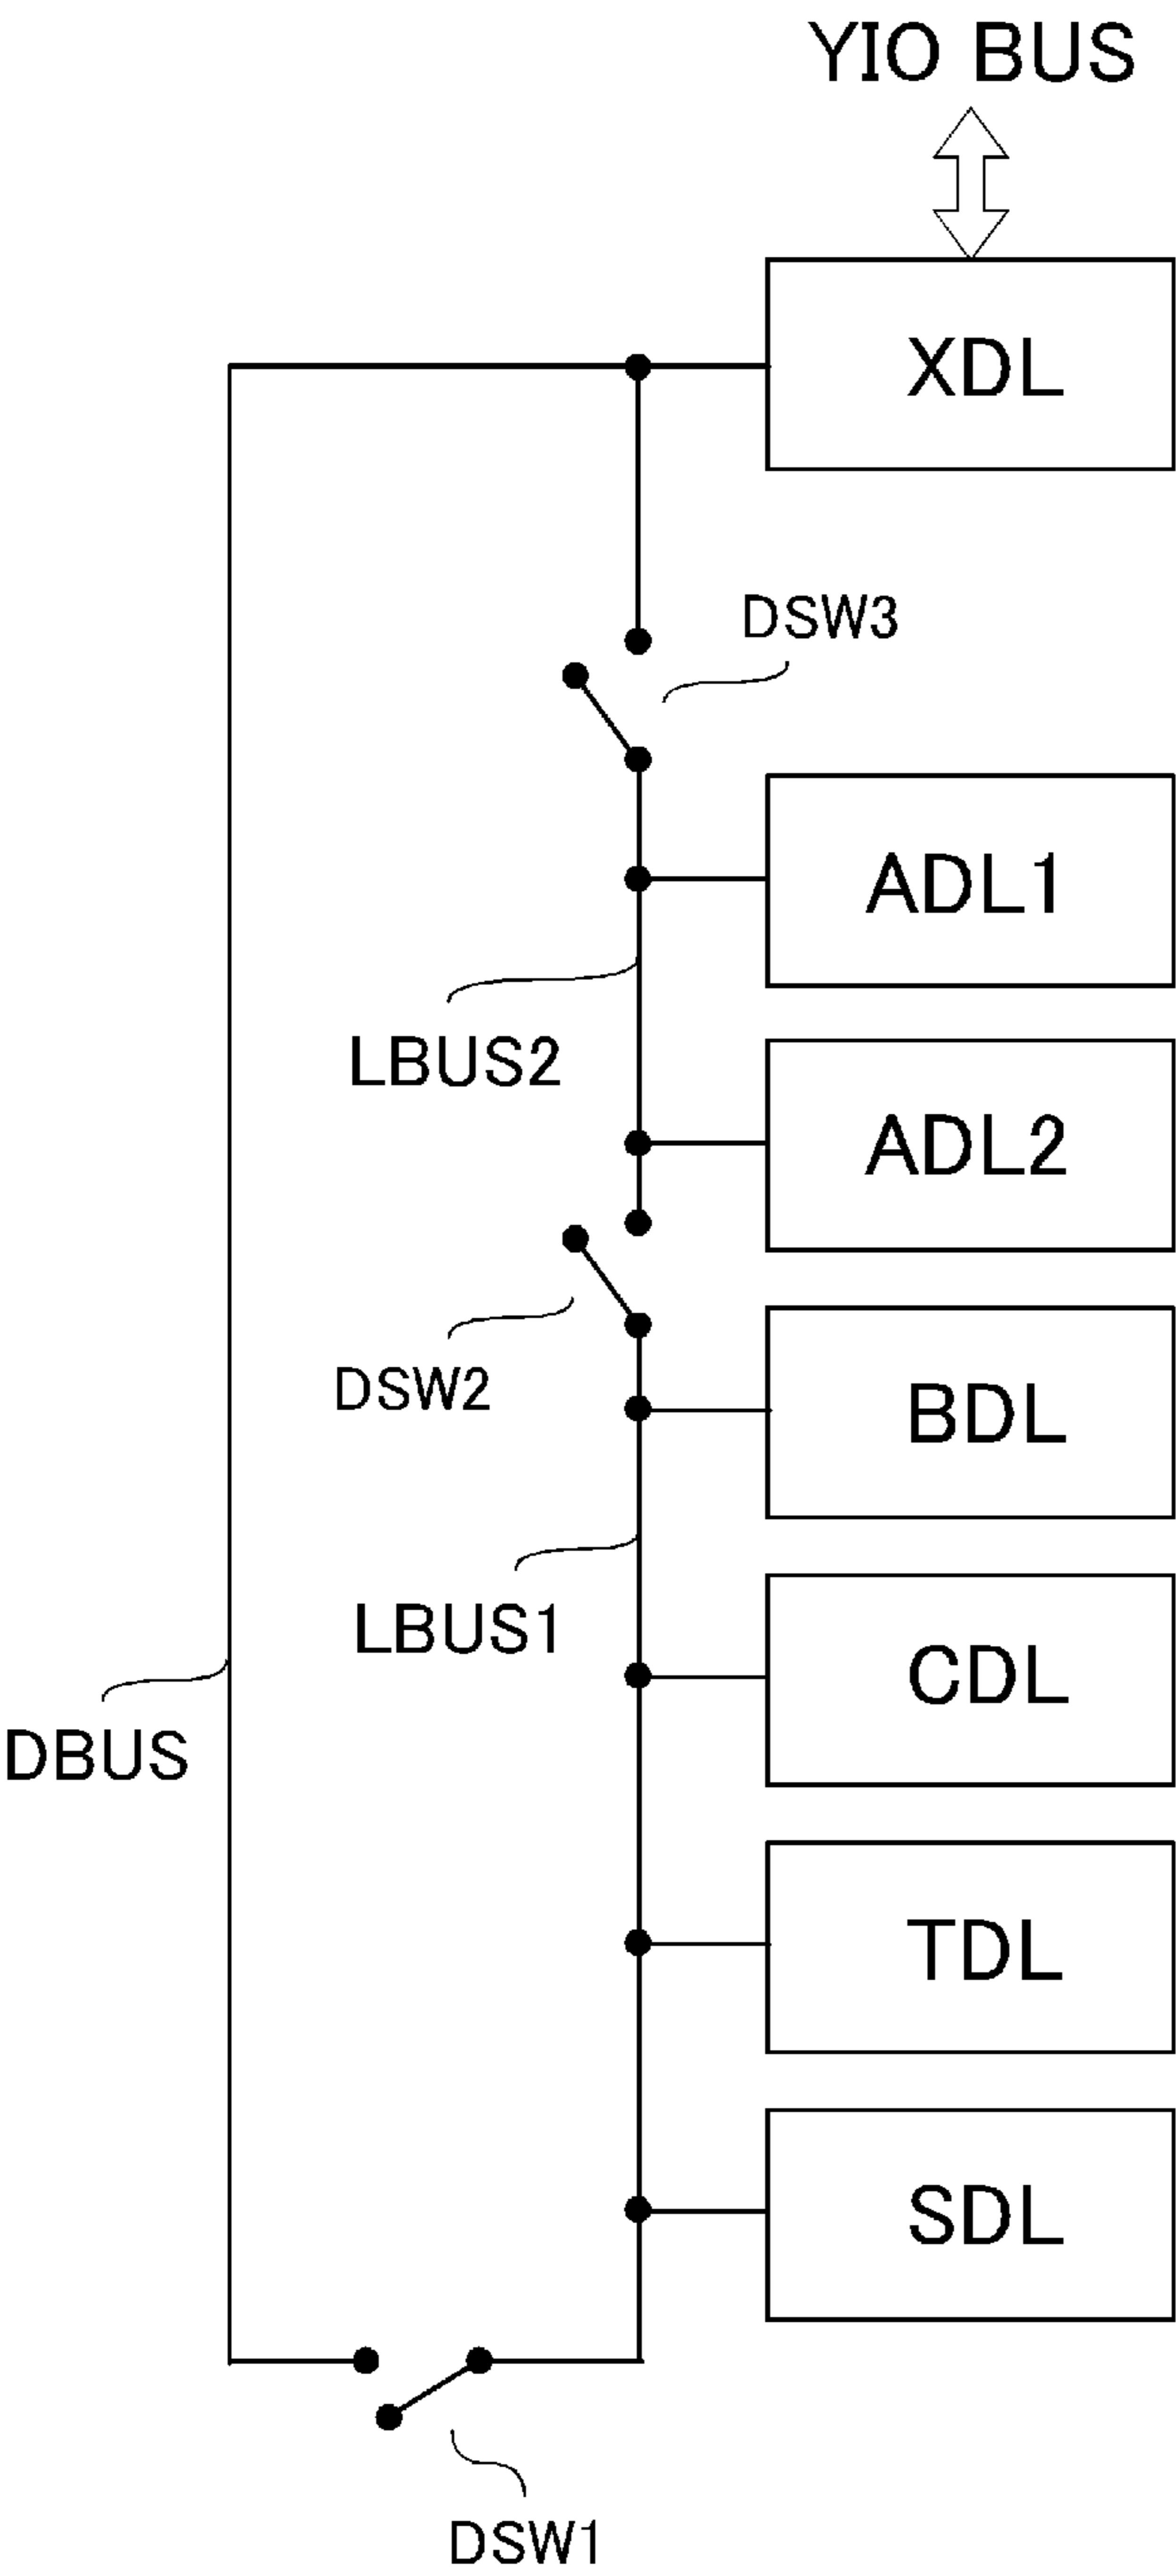 YIO BUS
XDL
DSW3
ADL1
LBUS2
ADL2
DSW2
BDL
LBUS1
CDL
DBUS
TDL
SDL
DSW1